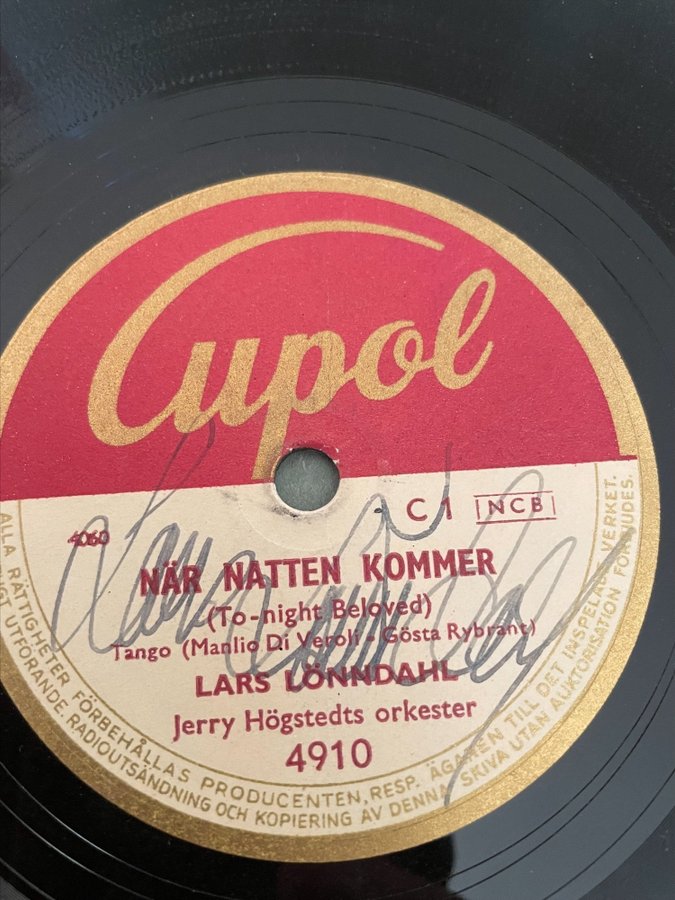 Cupol
C 1 NCB
4060
NÄR NATTEN KOMMER
(To-night Beloved)
Tango (Manlio Di Veroli - Gösta Rybrant)
LARS LÖNNDAHL
Jerry Högstedts orkester
4910
ALLA RÄTTIGHETER FÖRBEHÅLLAS PRODUCENTEN, RESP. ÄGAREN TILL DET INSPELADE VERKET.
UTFÖRANDE. RADIOUTSÄNDNING OCH KOPIERING AV DENNA SKIVA UTAN AUKTORISATION FÖRBJUDES.